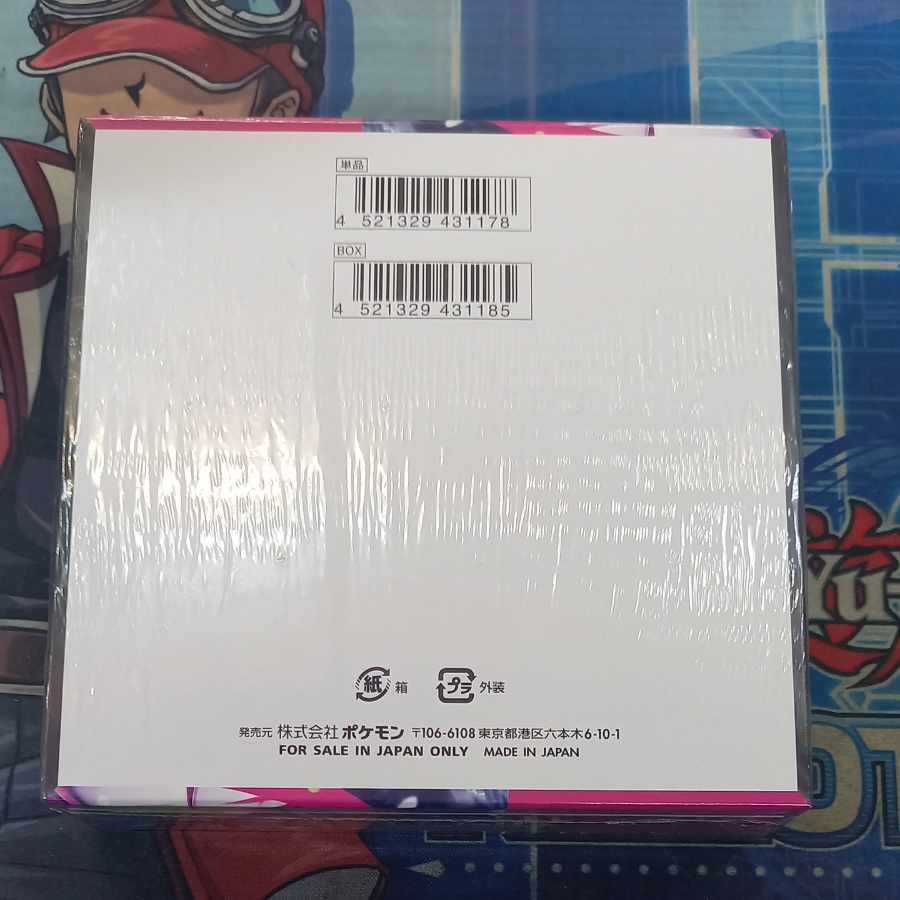 単品
4 521329 431178
BOX
4 521329 431185
紙 箱 プラ 外装
発売元 株式会社 ポケモン 〒106-6108 東京都港区六本木6-10-1
FOR SALE IN JAPAN ONLY MADE IN JAPAN
遊
Yu-